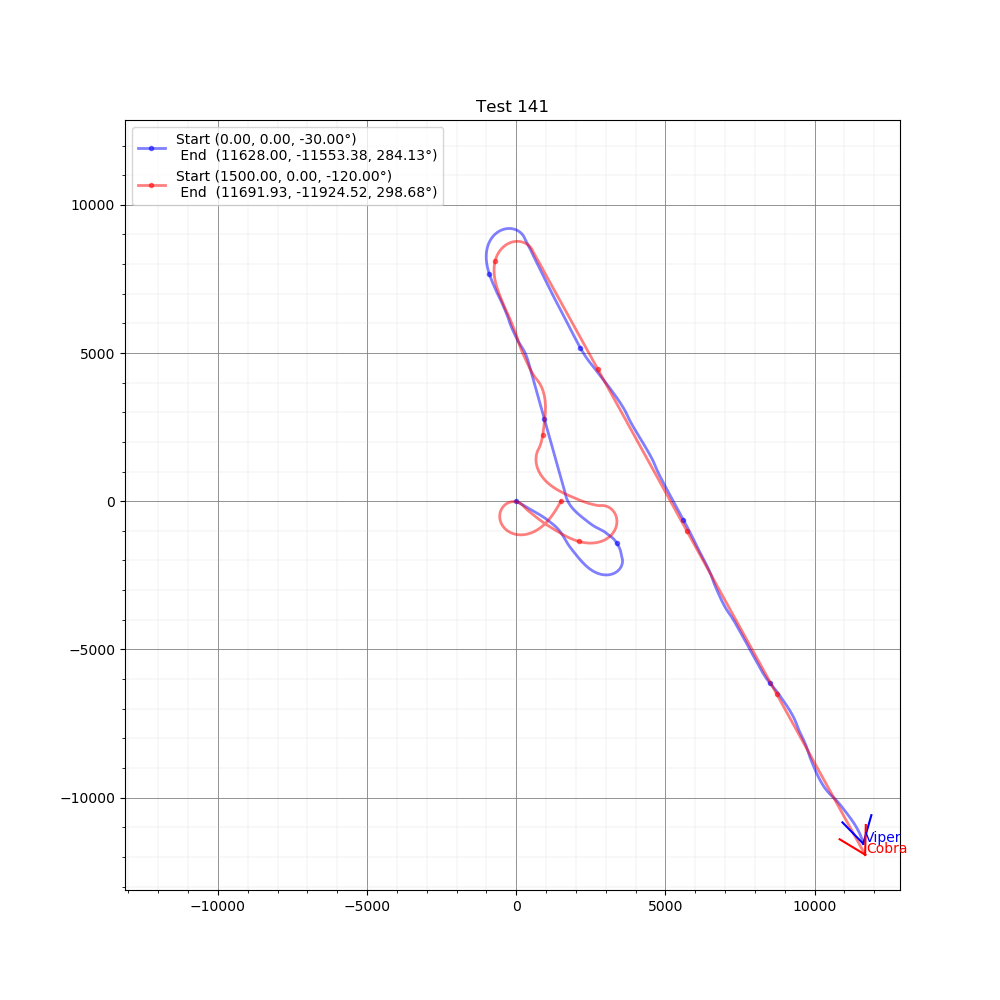 Test 141
Start (0.00, 0.00, -30.00°)
End  (11628.00, -11553.38, 284.13°)
Start (1500.00, 0.00, -120.00°)
End  (11691.93, -11924.52, 298.68°)
10000
5000
0
−5000
−10000
Viper
Cobra
−10000
−5000
0
5000
10000